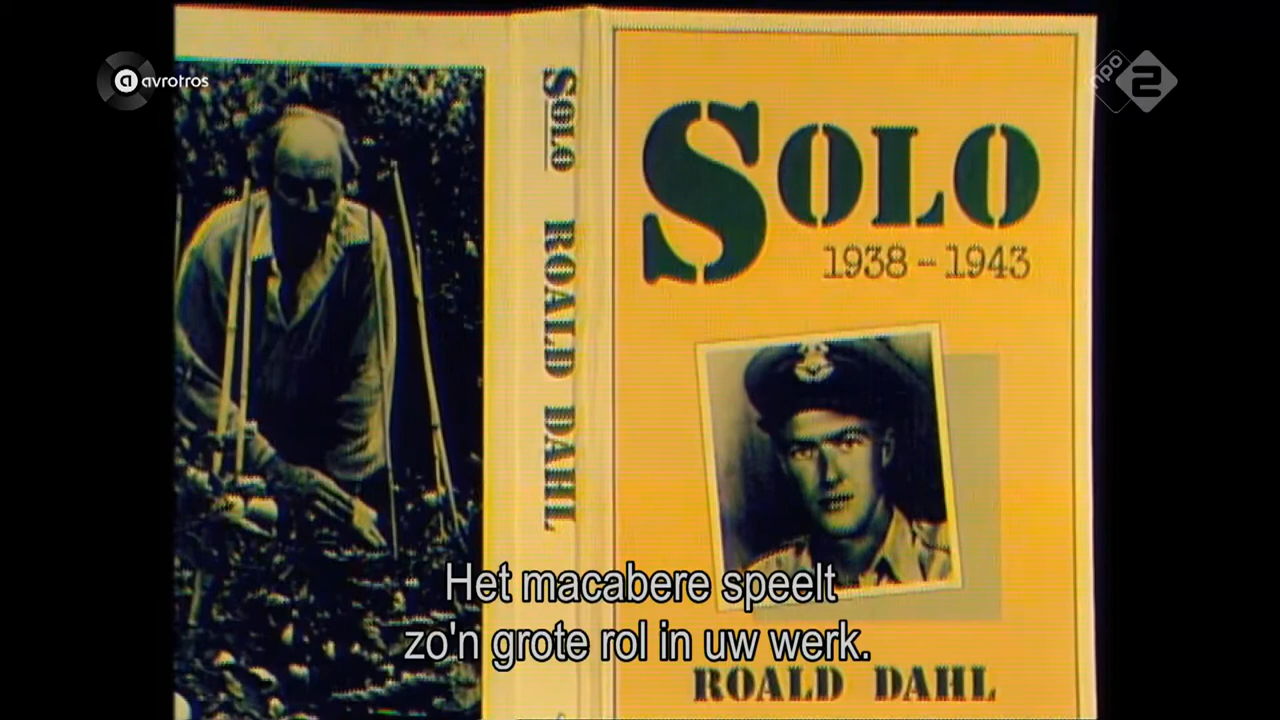 avrotros
npo 2
SOLO
ROALD DAHL
SOLO
1938-1943
Het macabere speelt
zo'n grote rol in uw werk.
ROALD DAHL